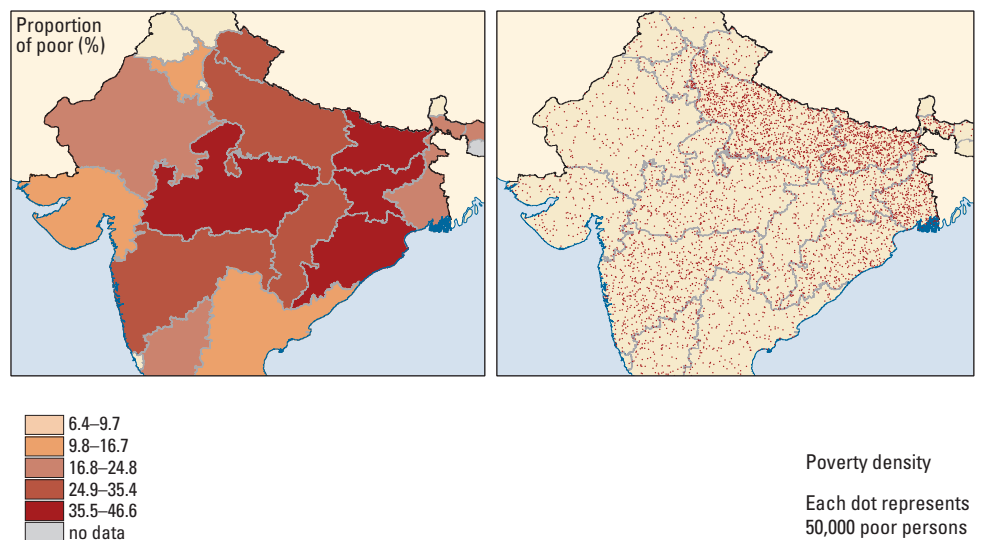 Proportion
of poor (%)
6.4–9.7
9.8–16.7
16.8–24.8
24.9–35.4
35.5–46.6
no data
Poverty density
Each dot represents
50,000 poor persons